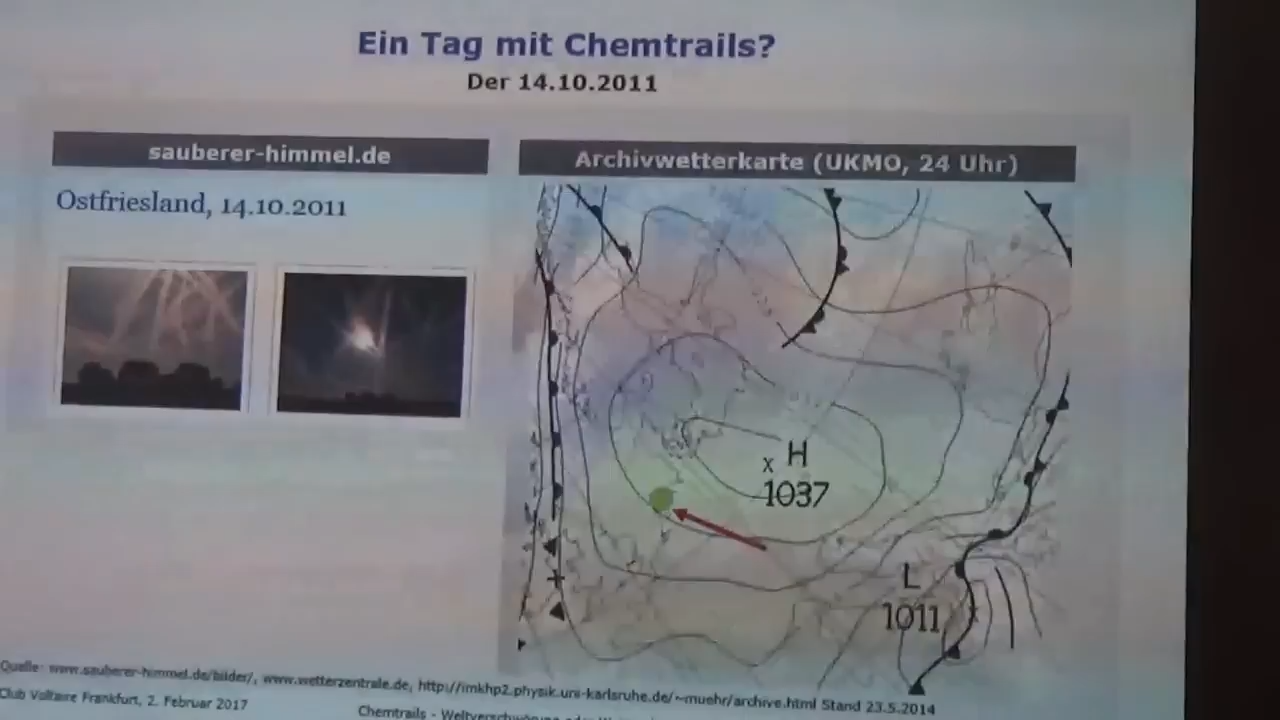 Ein Tag mit Chemtrails?
Der 14.10.2011
sauberer-himmel.de
Ostfriesland, 14.10.2011
Archivwetterkarte (UKMO, 24 Uhr)
x H
1037
L
1011
Quelle: www.sauberer-himmel.de/bilder/, www.wetterzentrale.de, http://imkhp2.physik.uni-karlsruhe.de/~muehr/archive.html Stand 23.5.2014
Club Voltaire Frankfurt, 2. Februar 2017
Chemtrails - Weltverschwörung oder